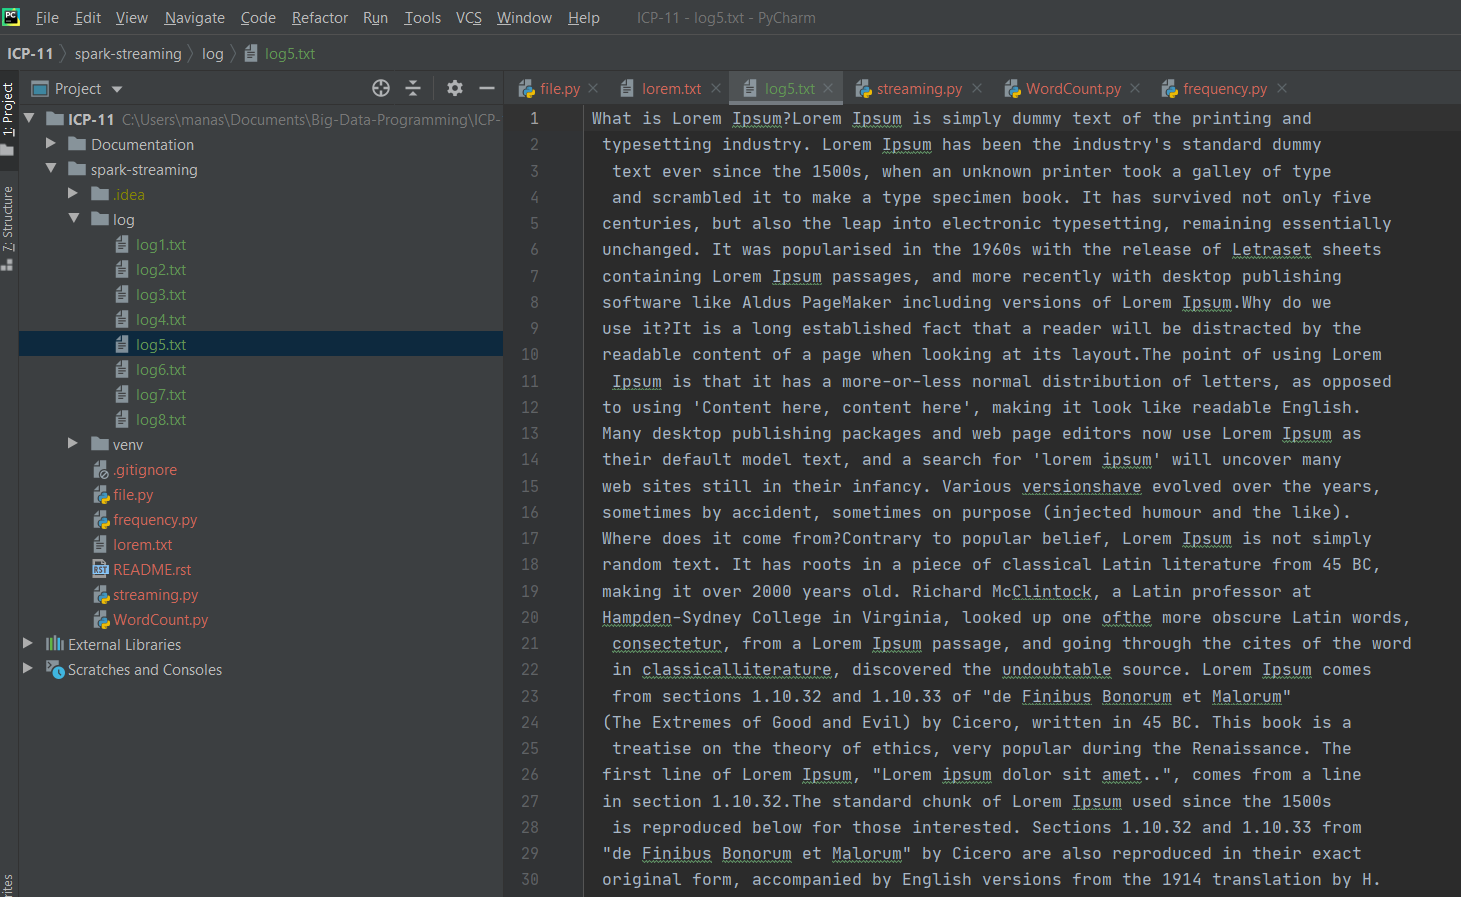 PC File Edit View Navigate Code Refactor Run Tools VCS Window Help ICP-11 - log5.txt - PyCharm
ICP-11 spark-streaming log log5.txt
1: Project
7: Structure
Project
ICP-11 C:\Users\manas\Documents\Big-Data-Programming\ICP-
Documentation
spark-streaming
.idea
log
log1.txt
log2.txt
log3.txt
log4.txt
log5.txt
log6.txt
log7.txt
log8.txt
venv
.gitignore
file.py
frequency.py
lorem.txt
RST README.rst
streaming.py
WordCount.py
External Libraries
Scratches and Consoles
file.py lorem.txt log5.txt streaming.py WordCount.py frequency.py
1 What is Lorem Ipsum?Lorem Ipsum is simply dummy text of the printing and
2 typesetting industry. Lorem Ipsum has been the industry's standard dummy
3 text ever since the 1500s, when an unknown printer took a galley of type
4 and scrambled it to make a type specimen book. It has survived not only five
5 centuries, but also the leap into electronic typesetting, remaining essentially
6 unchanged. It was popularised in the 1960s with the release of Letraset sheets
7 containing Lorem Ipsum passages, and more recently with desktop publishing
8 software like Aldus PageMaker including versions of Lorem Ipsum.Why do we
9 use it?It is a long established fact that a reader will be distracted by the
10 readable content of a page when looking at its layout.The point of using Lorem
11 Ipsum is that it has a more-or-less normal distribution of letters, as opposed
12 to using 'Content here, content here', making it look like readable English.
13 Many desktop publishing packages and web page editors now use Lorem Ipsum as
14 their default model text, and a search for 'lorem ipsum' will uncover many
15 web sites still in their infancy. Various versionshave evolved over the years,
16 sometimes by accident, sometimes on purpose (injected humour and the like).
17 Where does it come from?Contrary to popular belief, Lorem Ipsum is not simply
18 random text. It has roots in a piece of classical Latin literature from 45 BC,
19 making it over 2000 years old. Richard McClintock, a Latin professor at
20 Hampden-Sydney College in Virginia, looked up one ofthe more obscure Latin words,
21 consectetur, from a Lorem Ipsum passage, and going through the cites of the word
22 in classicalliterature, discovered the undoubtable source. Lorem Ipsum comes
23 from sections 1.10.32 and 1.10.33 of "de Finibus Bonorum et Malorum"
24 (The Extremes of Good and Evil) by Cicero, written in 45 BC. This book is a
25 treatise on the theory of ethics, very popular during the Renaissance. The
26 first line of Lorem Ipsum, "Lorem ipsum dolor sit amet..", comes from a line
27 in section 1.10.32.The standard chunk of Lorem Ipsum used since the 1500s
28 is reproduced below for those interested. Sections 1.10.32 and 1.10.33 from
29 "de Finibus Bonorum et Malorum" by Cicero are also reproduced in their exact
30 original form, accompanied by English versions from the 1914 translation by H.